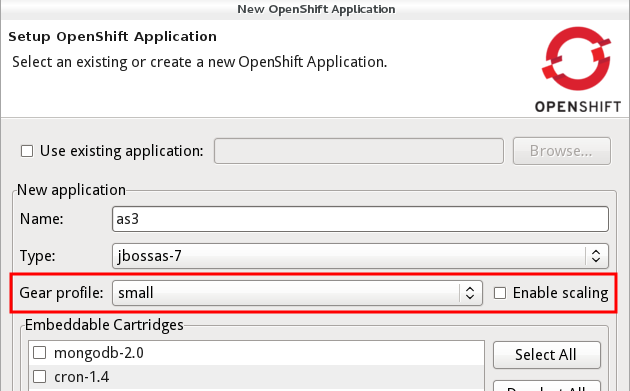 New OpenShift Application
Setup OpenShift Application
Select an existing or create a new OpenShift Application.
OPENSHIFT
Use existing application:
Browse...
New application
Name: as3
Type: jbossas-7
Gear profile: small Enable scaling
Embeddable Cartridges
mongodb-2.0 Select All
cron-1.4